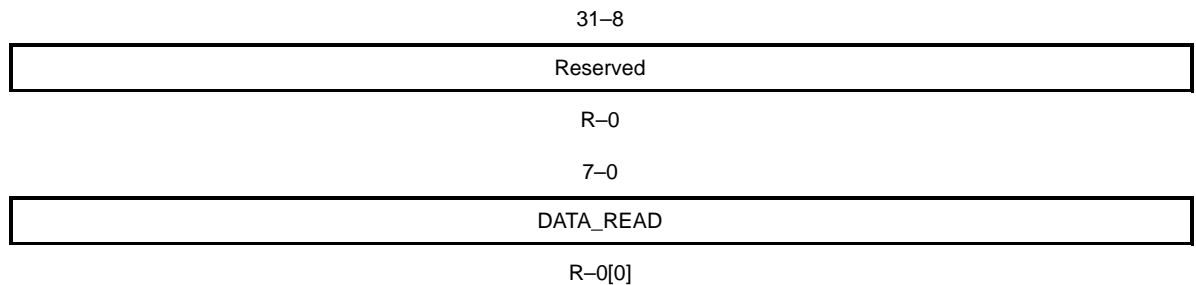 31–8
Reserved
R–0
7–0
DATA_READ
R–0[0]